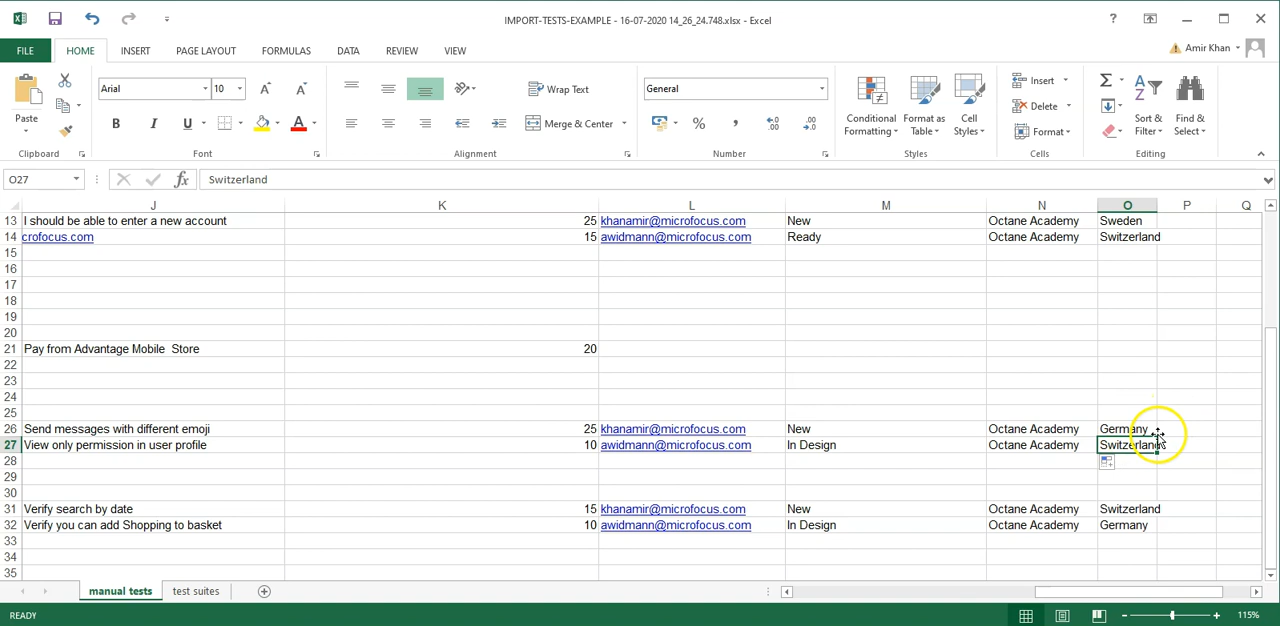 IMPORT-TESTS-EXAMPLE - 16-07-2020 14_26_24.748.xlsx - Excel
FILE HOME INSERT PAGE LAYOUT FORMULAS DATA REVIEW VIEW Amir Khan
Paste
Clipboard
Arial 10
B I U A
Font
Wrap Text
Merge & Center
Alignment
General
%
Number
Conditional Formatting
Format as Table
Cell Styles
Styles
Insert
Delete
Format
Cells
Sort & Filter
Find & Select
Editing
O27 fx Switzerland
J K L M N O P Q
13 I should be able to enter a new account 25 khanamir@microfocus.com New Octane Academy Sweden
14 crofocus.com 15 awidmann@microfocus.com Ready Octane Academy Switzerland
15
16
17
18
19
20
21 Pay from Advantage Mobile Store 20
22
23
24
25
26 Send messages with different emoji 25 khanamir@microfocus.com New Octane Academy Germany
27 View only permission in user profile 10 awidmann@microfocus.com In Design Octane Academy Switzerland
28
29
30
31 Verify search by date 15 khanamir@microfocus.com New Octane Academy Switzerland
32 Verify you can add Shopping to basket 10 awidmann@microfocus.com In Design Octane Academy Germany
33
34
35
manual tests test suites
READY 115%